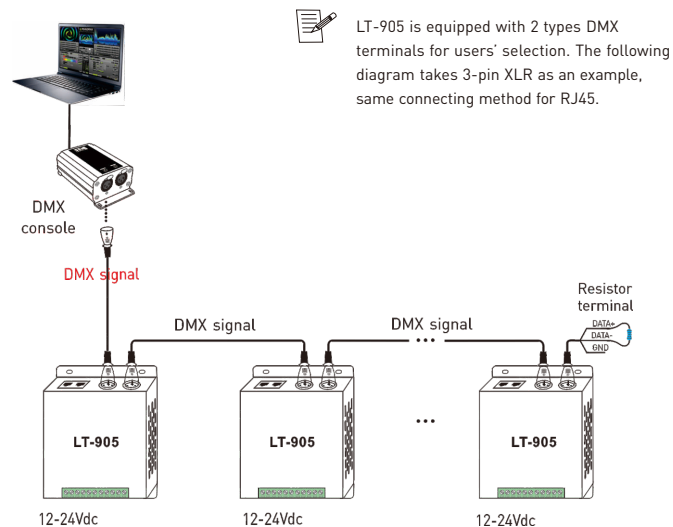 LT-905 is equipped with 2 types DMX
terminals for users' selection. The following
diagram takes 3-pin XLR as an example,
same connecting method for RJ45.
DMX
console
DMX signal
DMX signal
DMX signal
Resistor
terminal
DATA+
DATA-
GND
LT-905
LT-905
LT-905
12-24Vdc
12-24Vdc
12-24Vdc